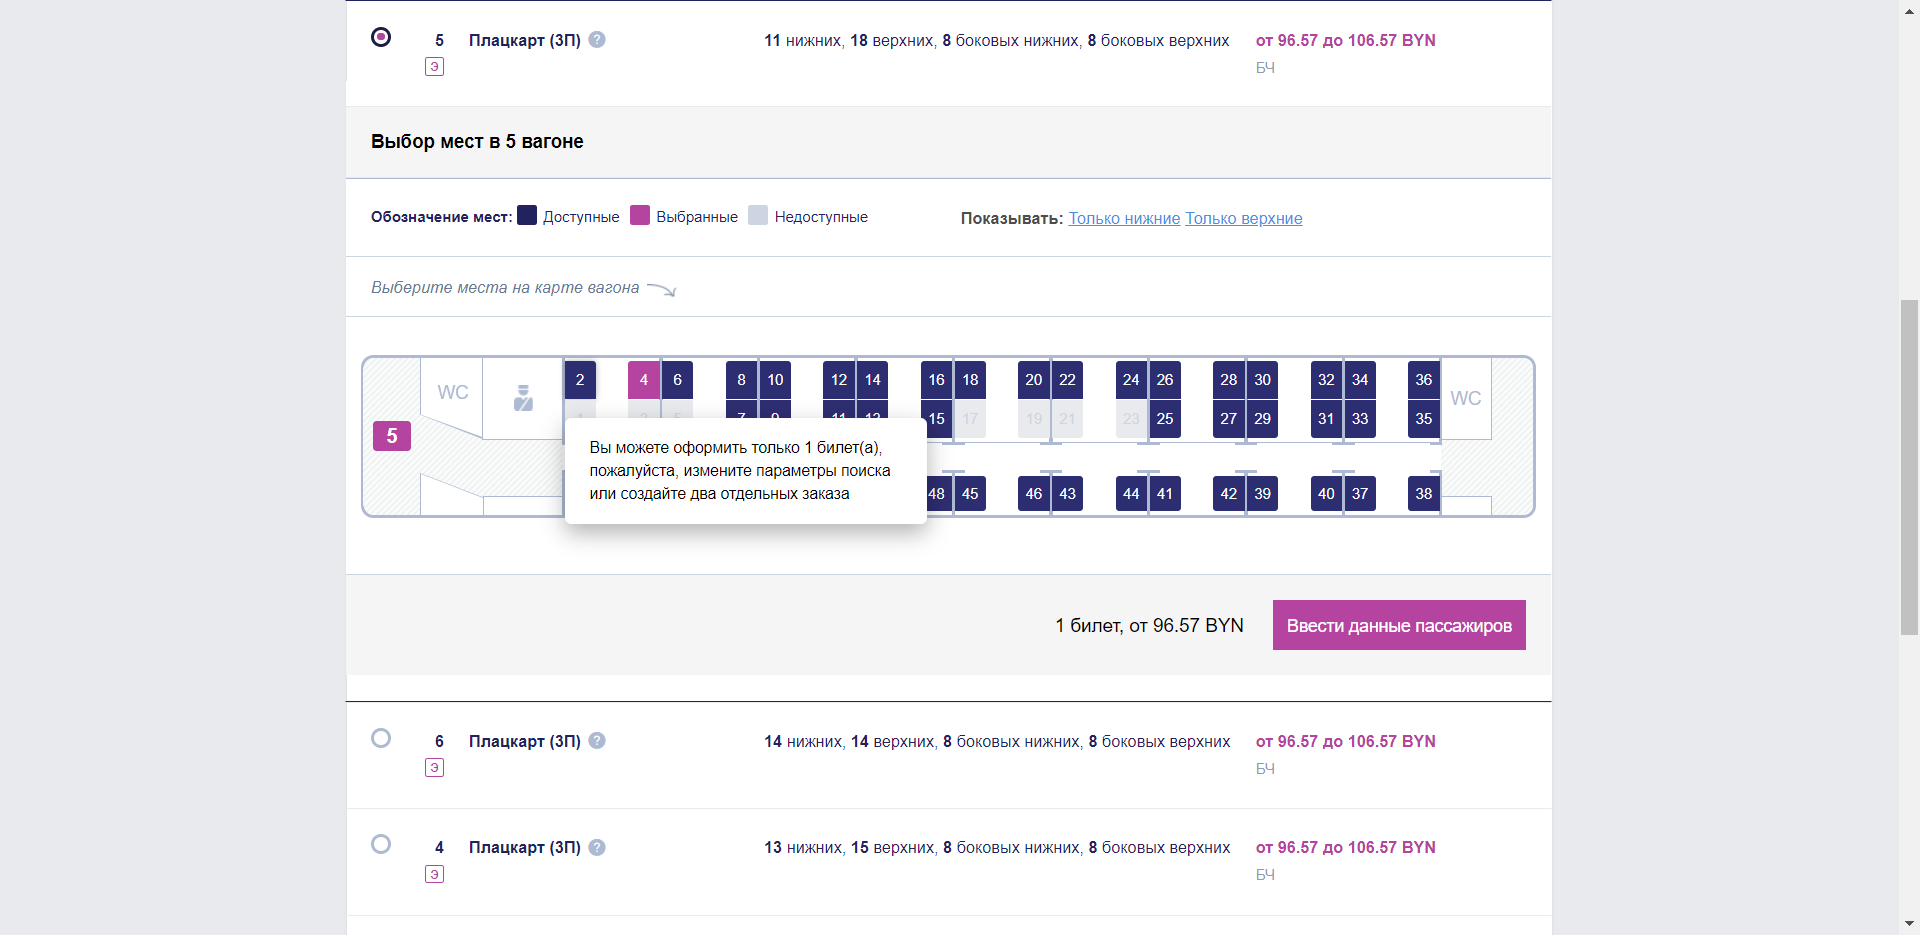 5 Плацкарт (3П) ? 11 нижних, 18 верхних, 8 боковых нижних, 8 боковых верхних от 96.57 до 106.57 BYN
Э БЧ
Выбор мест в 5 вагоне
Обозначение мест: Доступные Выбранные Недоступные Показывать: Только нижние Только верхние
Выберите места на карте вагона
2 4 6 8 10 12 14 16 18 20 22 24 26 28 30 32 34 36
WC WC
15 17 19 21 23 25 27 29 31 33 35
5
Вы можете оформить только 1 билет(а),
пожалуйста, измените параметры поиска
или создайте два отдельных заказа
48 45 46 43 44 41 42 39 40 37 38
1 билет, от 96.57 BYN Ввести данные пассажиров
6 Плацкарт (3П) ? 14 нижних, 14 верхних, 8 боковых нижних, 8 боковых верхних от 96.57 до 106.57 BYN
Э БЧ
4 Плацкарт (3П) ? 13 нижних, 15 верхних, 8 боковых нижних, 8 боковых верхних от 96.57 до 106.57 BYN
Э БЧ